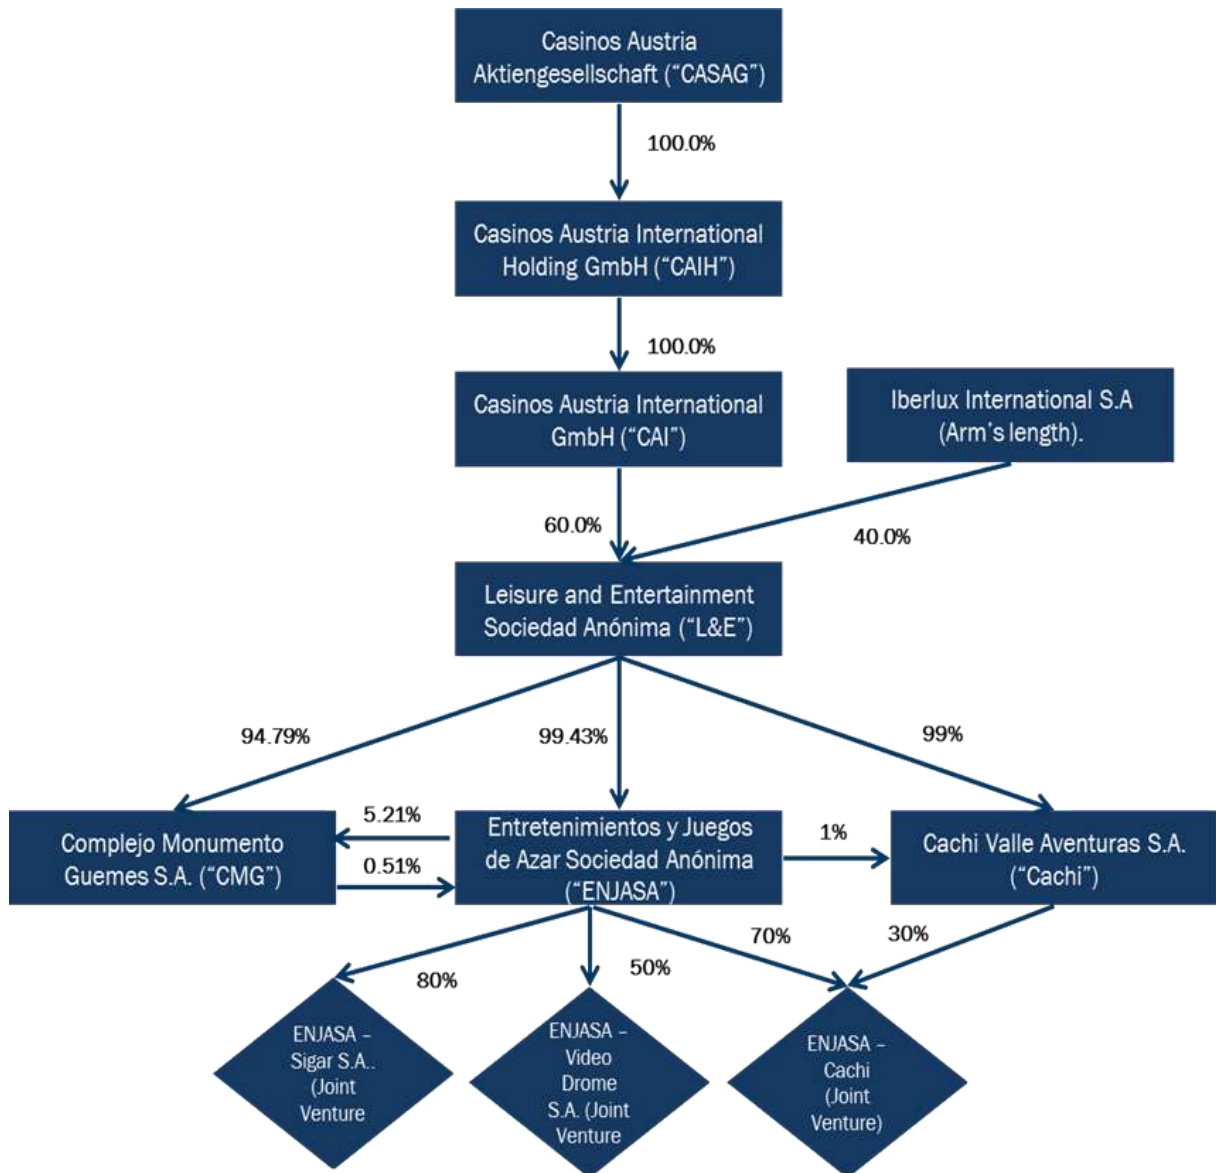 Casinos Austria
Aktiengesellschaft (“CASAG”)
100.0%
Casinos Austria International
Holding GmbH (“CAIH”)
100.0%
Casinos Austria International
GmbH (“CAI”)
Iberlux International S.A
(Arm’s length).
60.0%
40.0%
Leisure and Entertainment
Sociedad Anónima (“L&E”)
94.79%
99.43%
99%
Complejo Monumento
Guemes S.A. (“CMG”)
5.21%
0.51%
Entretenimientos y Juegos
de Azar Sociedad Anónima
(“ENJASA”)
1%
Cachi Valle Aventuras S.A.
(“Cachi”)
80%
50%
70%
30%
ENJASA –
Sigar S.A..
(Joint
Venture
ENJASA –
Video
Drome
S.A. (Joint
Venture
ENJASA –
Cachi
(Joint
Venture)